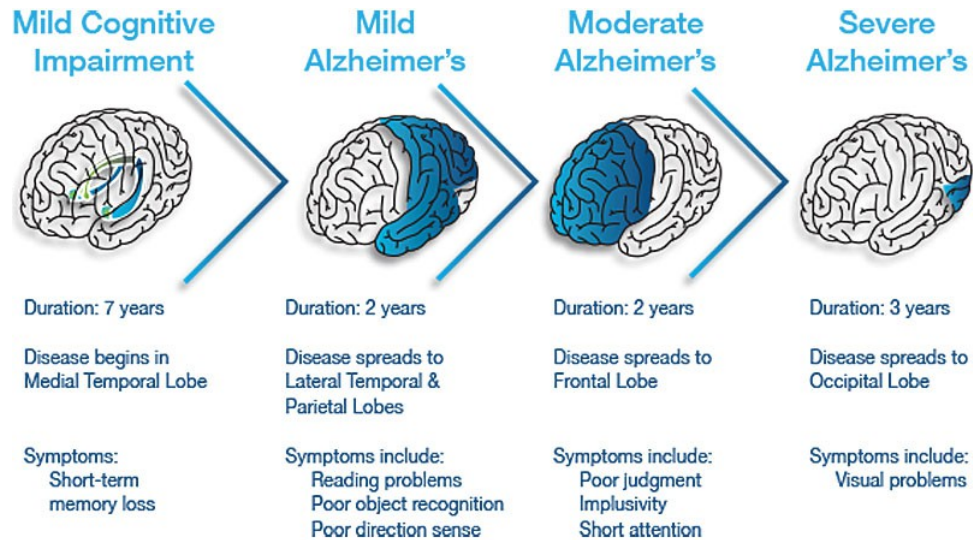 Mild Cognitive
Impairment
Mild
Alzheimer's
Moderate
Alzheimer's
Severe
Alzheimer's
Duration: 7 years
Duration: 2 years
Duration: 2 years
Duration: 3 years
Disease begins in
Medial Temporal Lobe
Disease spreads to
Lateral Temporal &
Parietal Lobes
Disease spreads to
Frontal Lobe
Disease spreads to
Occipital Lobe
Symptoms:
Short-term
memory loss
Symptoms include:
Reading problems
Poor object recognition
Poor direction sense
Symptoms include:
Poor judgment
Implusivity
Short attention
Symptoms include:
Visual problems